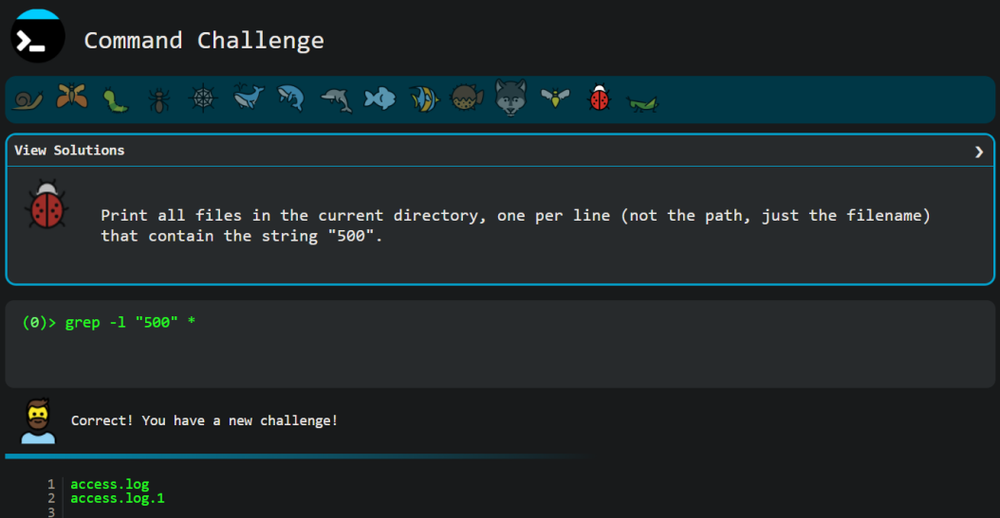 Command Challenge
View Solutions
Print all files in the current directory, one per line (not the path, just the filename)
that contain the string "500".
(0)> grep -l "500" *
Correct! You have a new challenge!
1 access.log
2 access.log.1
3